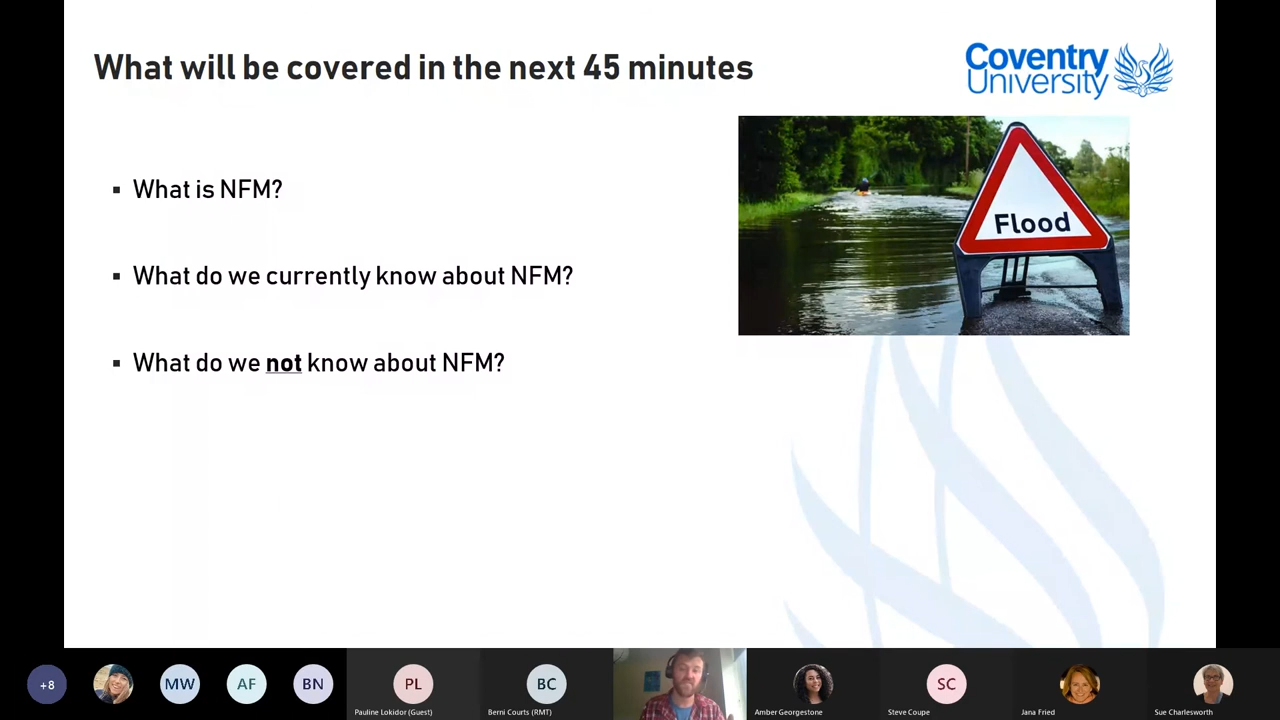 What will be covered in the next 45 minutes
Coventry
University
▪ What is NFM?
▪ What do we currently know about NFM?
▪ What do we not know about NFM?
Flood
+8
MW
AF
BN
PL
Pauline Lokidor (Guest)
BC
Berni Courts (RMT)
Amber Georgestone
SC
Steve Coupe
Jana Fried
Sue Charlesworth